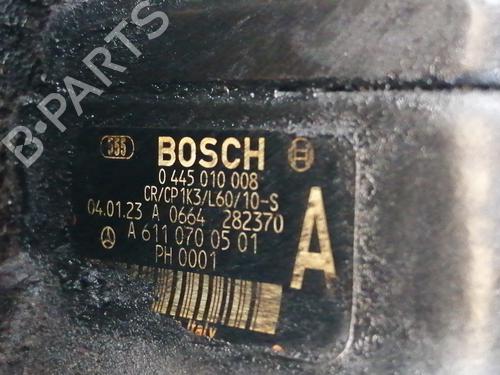 B-PARTS
355 BOSCH
0 445 010 008
CR/CP1K3/L60/10-S
04.01.23 A 0664 282370
A 611 070 05 01
PH 0001
A
Italy